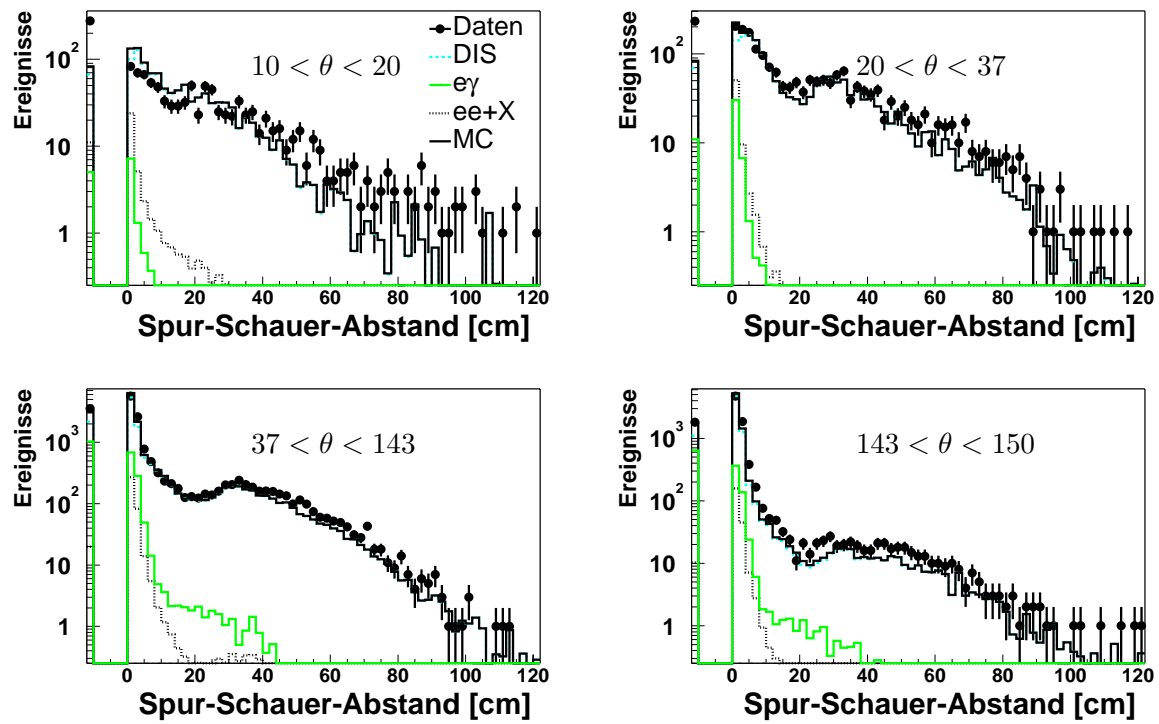 Ereignisse
10²
10
1
10 < θ < 20
Daten
DIS
eγ
ee+X
MC
0 20 40 60 80 100 120
Spur-Schauer-Abstand [cm]
Ereignisse
10²
10
1
20 < θ < 37
0 20 40 60 80 100 120
Spur-Schauer-Abstand [cm]
Ereignisse
10³
10²
10
1
37 < θ < 143
0 20 40 60 80 100 120
Spur-Schauer-Abstand [cm]
Ereignisse
10³
10²
10
1
143 < θ < 150
0 20 40 60 80 100 120
Spur-Schauer-Abstand [cm]